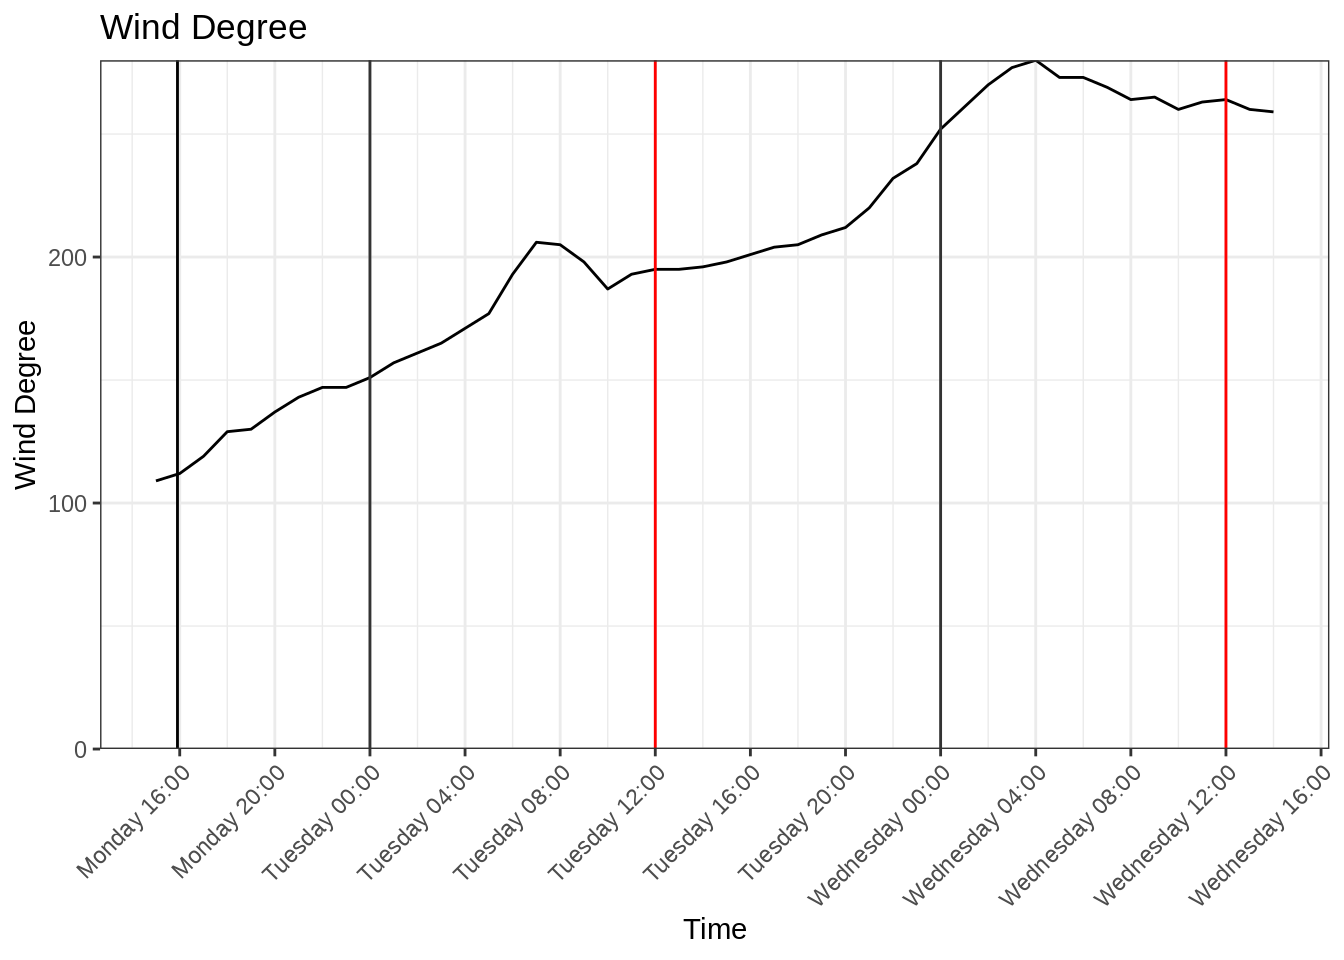 Wind Degree
Wind Degree
200
100
0
Monday 16:00
Monday 20:00
Tuesday 00:00
Tuesday 04:00
Tuesday 08:00
Tuesday 12:00
Tuesday 16:00
Tuesday 20:00
Wednesday 00:00
Wednesday 04:00
Wednesday 08:00
Wednesday 12:00
Wednesday 16:00
Time